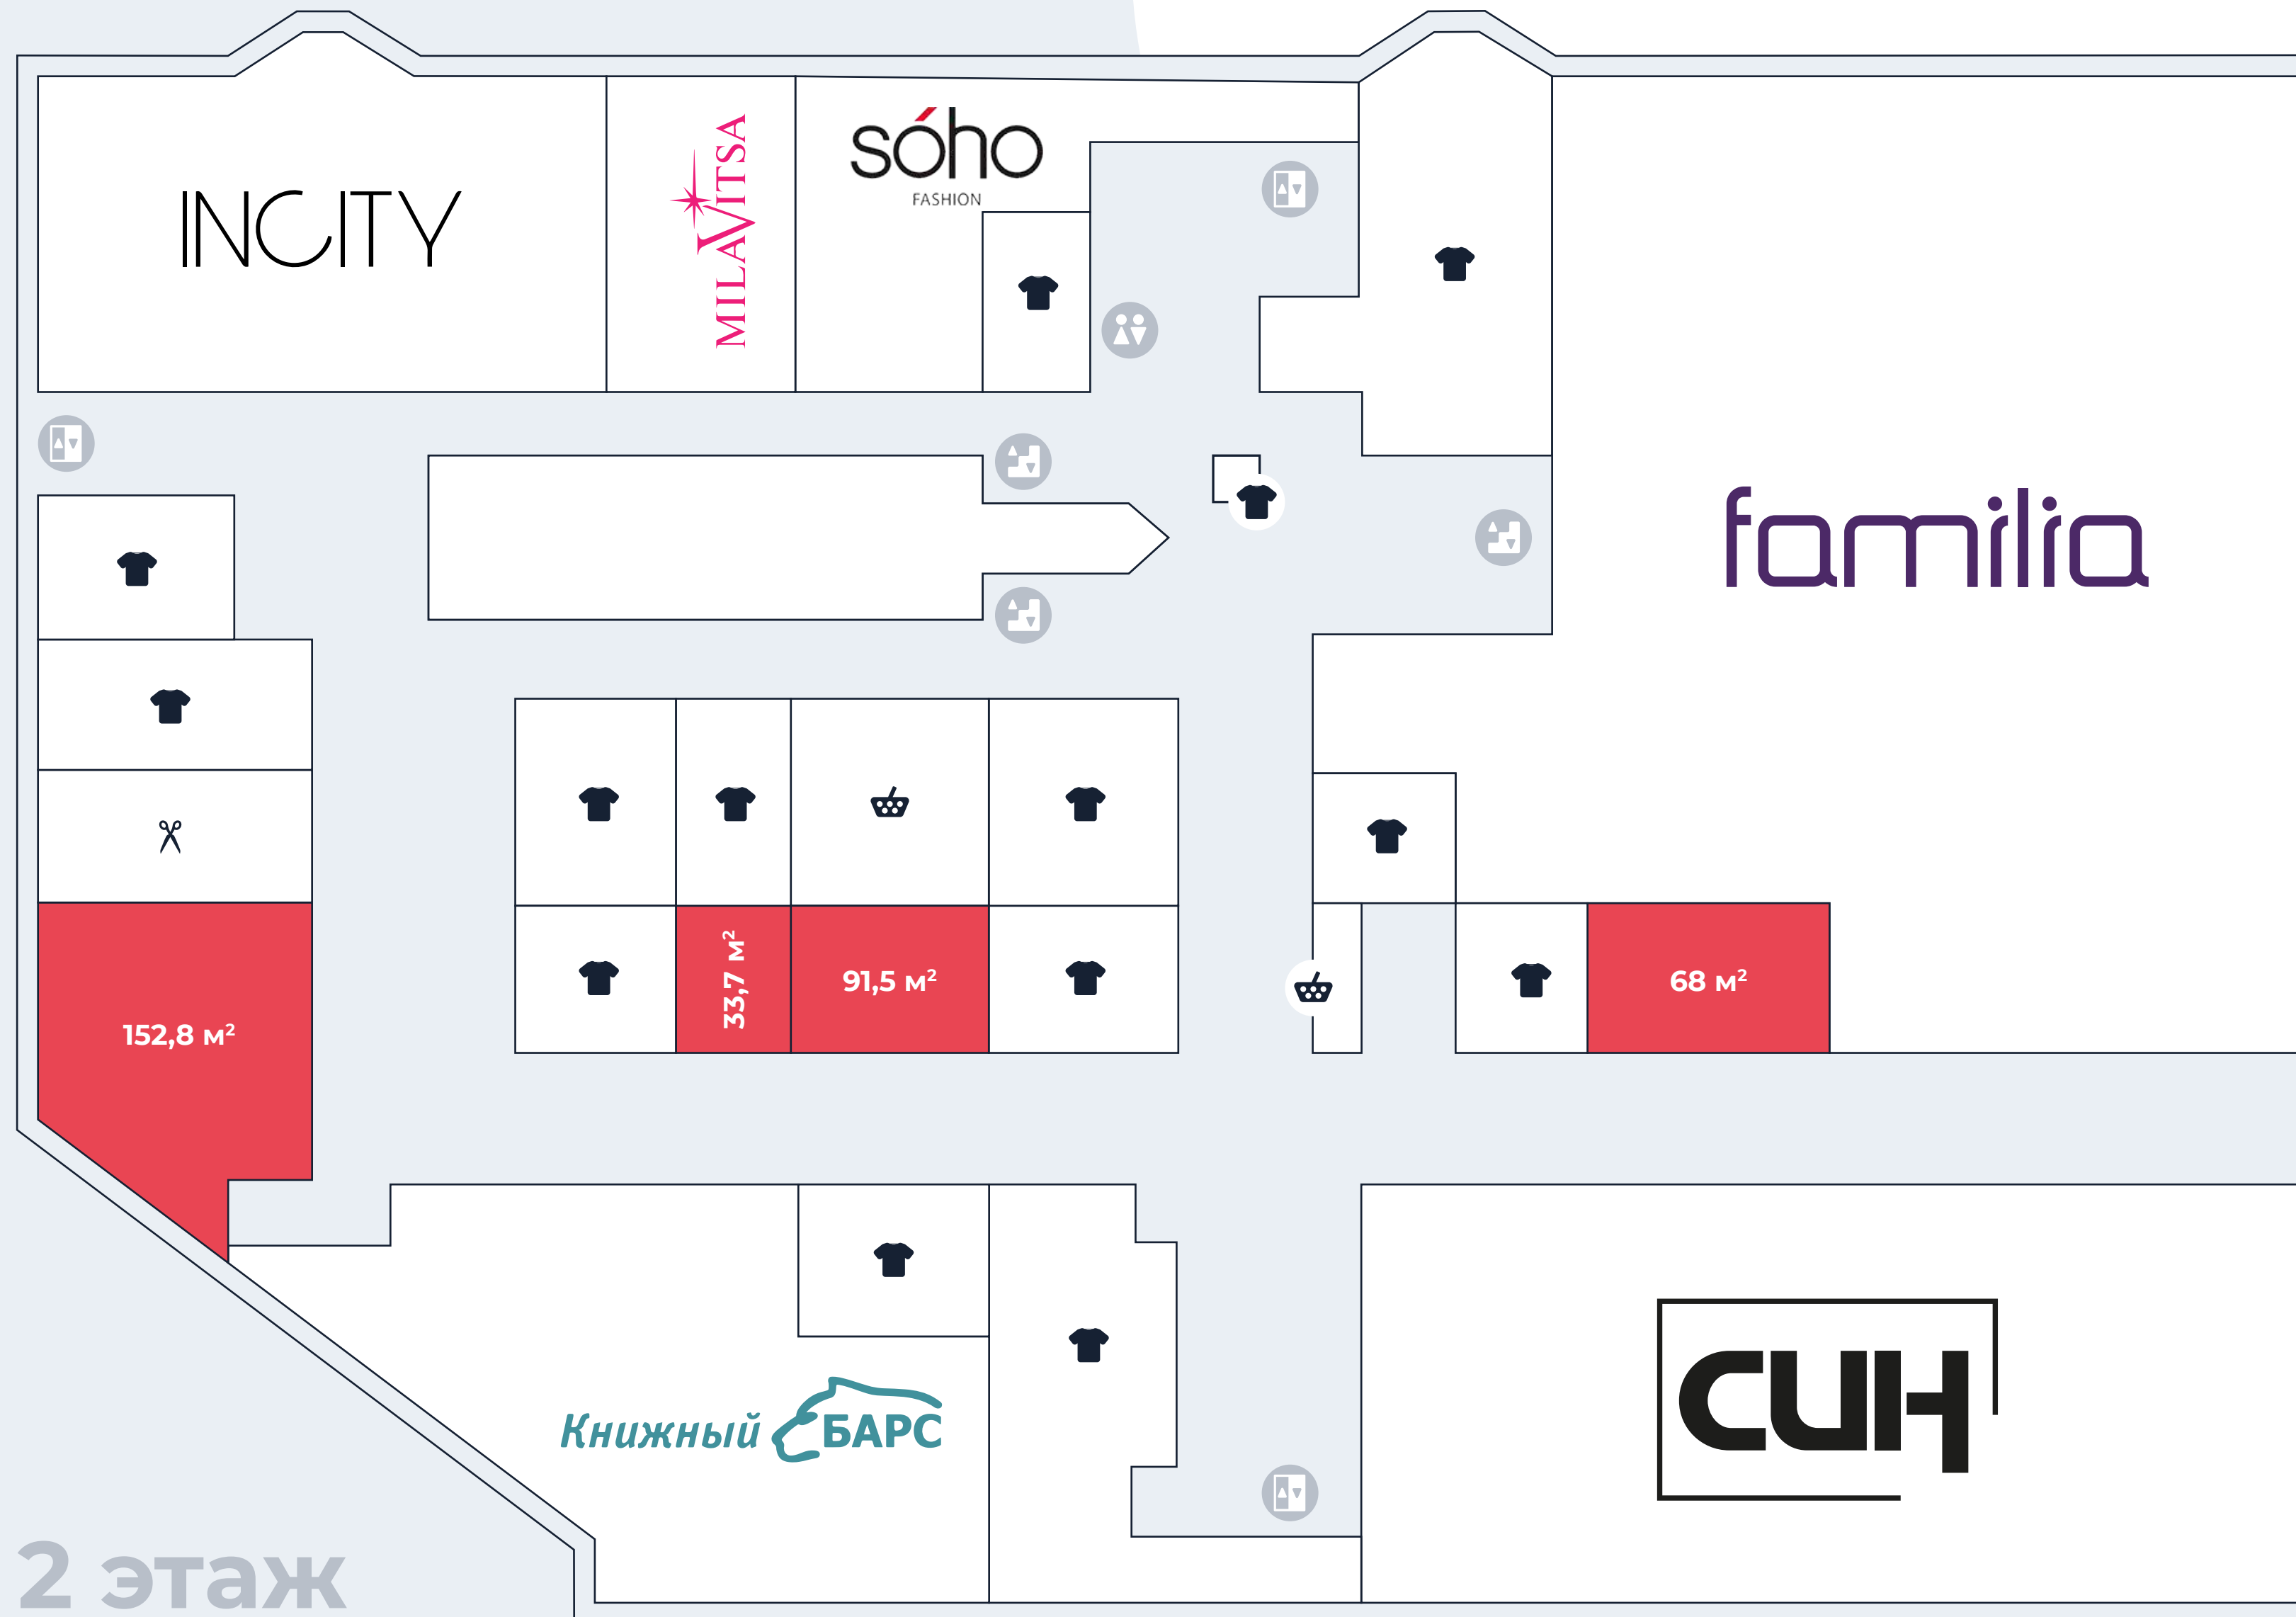 INCITY
MILAVITSA
sóho
FASHION
familia
33,7 м²
91,5 м²
68 м²
152,8 м²
Книжный БАРС
СИН
2 этаж